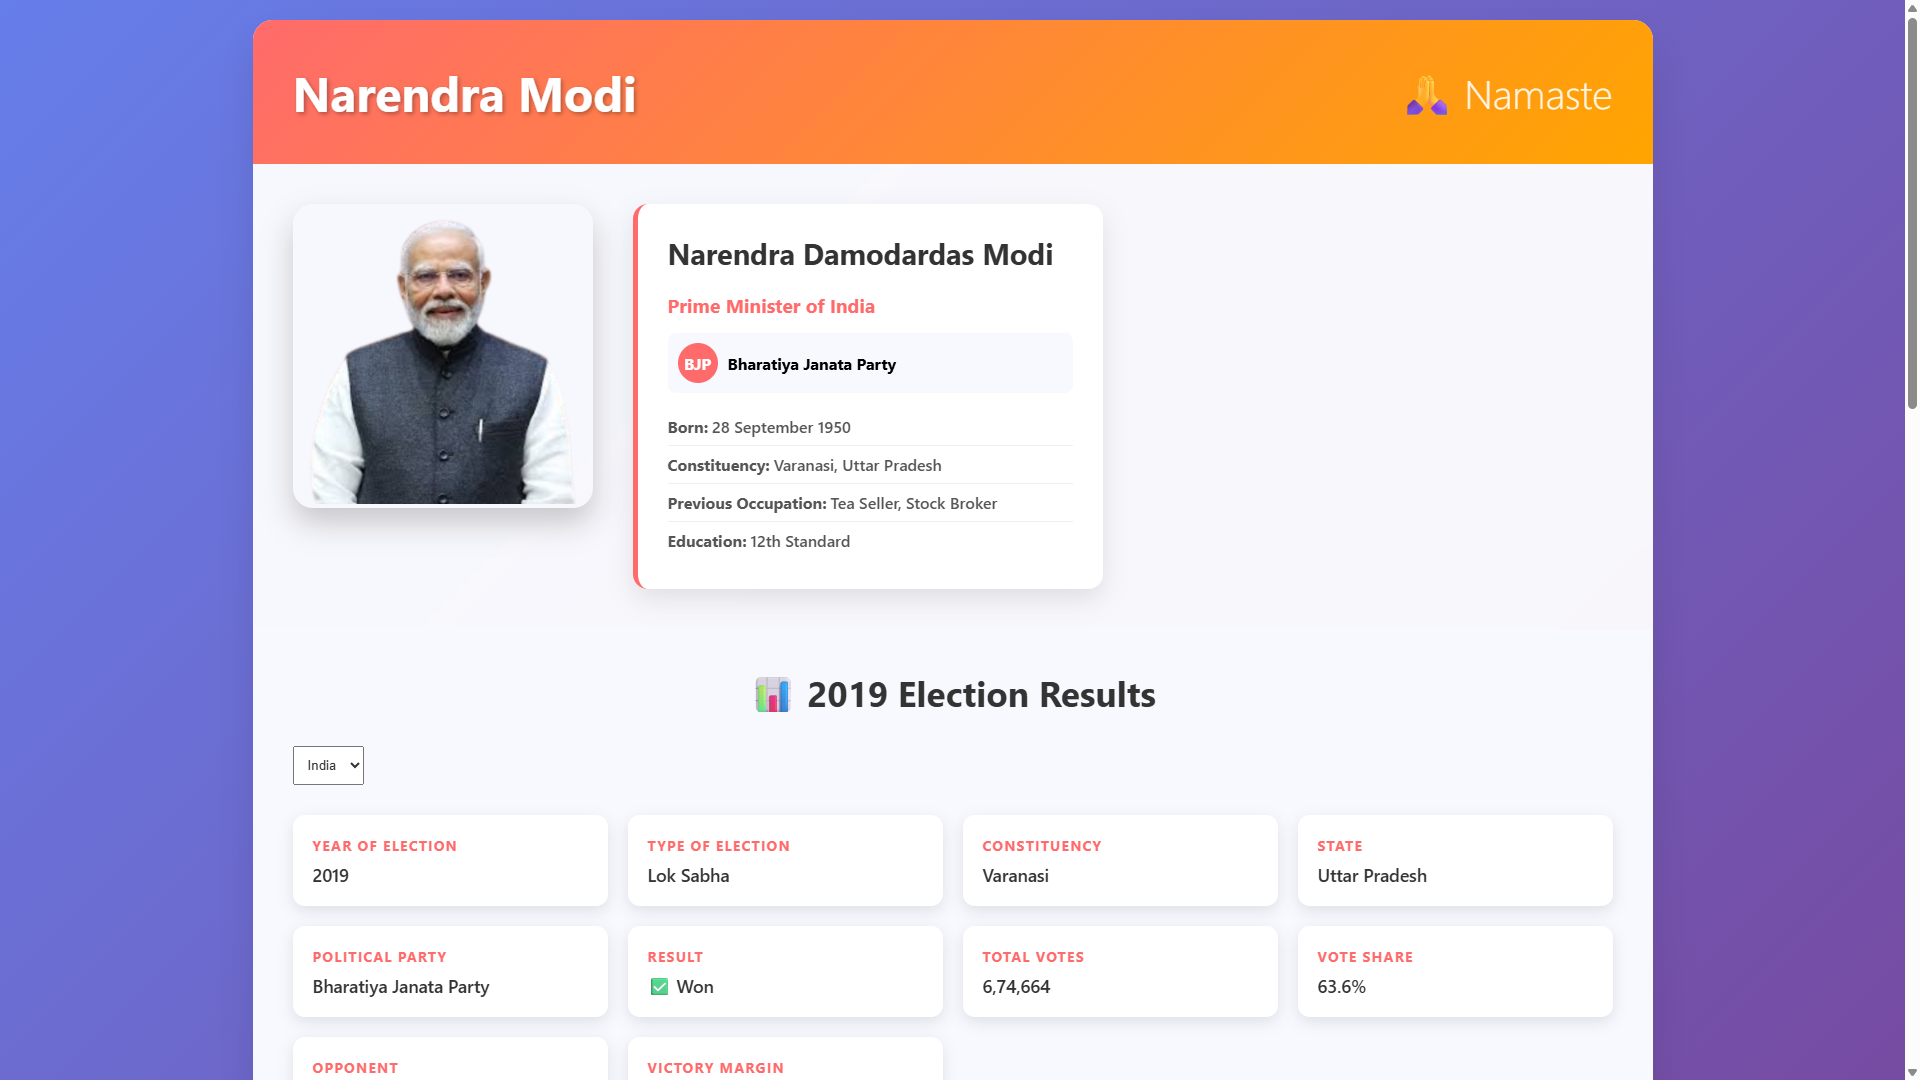 Narendra Modi
🙏 Namaste
Narendra Damodardas Modi
Prime Minister of India
BJP
Bharatiya Janata Party
Born: 28 September 1950
Constituency: Varanasi, Uttar Pradesh
Previous Occupation: Tea Seller, Stock Broker
Education: 12th Standard
📊 2019 Election Results
India
YEAR OF ELECTION
2019
TYPE OF ELECTION
Lok Sabha
CONSTITUENCY
Varanasi
STATE
Uttar Pradesh
POLITICAL PARTY
Bharatiya Janata Party
RESULT
✅ Won
TOTAL VOTES
6,74,664
VOTE SHARE
63.6%
OPPONENT
VICTORY MARGIN